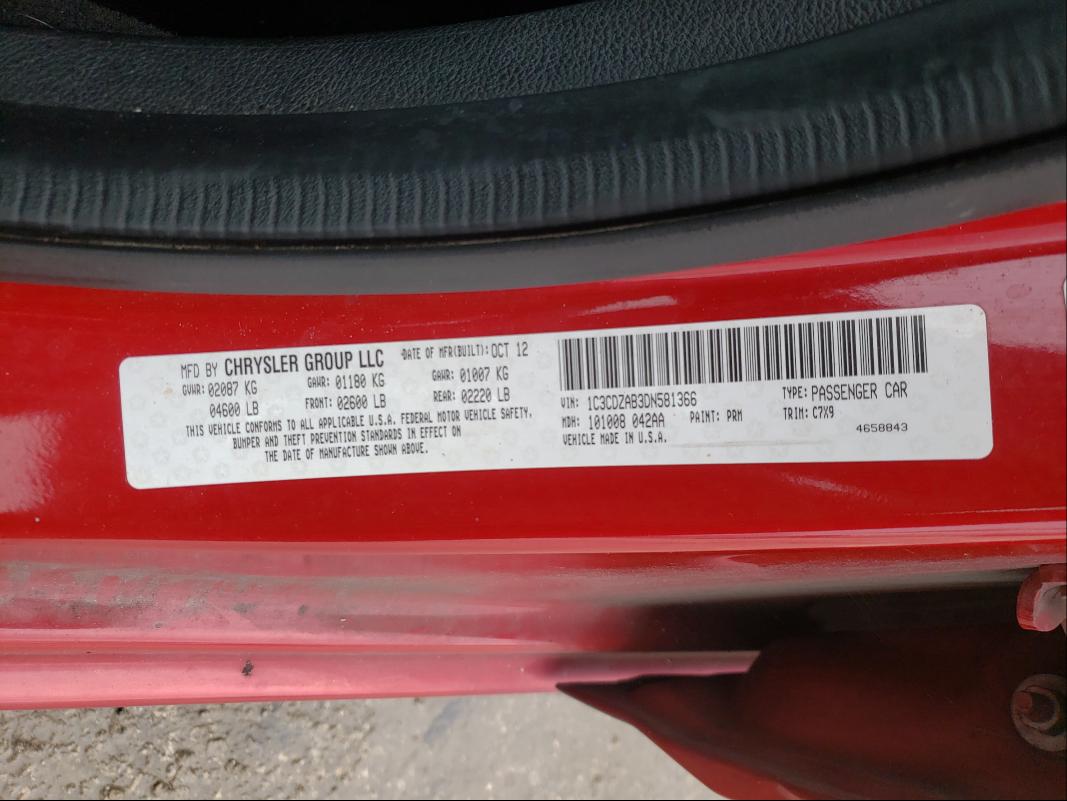 MFD BY CHRYSLER GROUP LLC DATE OF MFR(BUILT): OCT 12
GVWR: 02087 KG GAWR: 01180 KG GAWR: 01007 KG
04600 LB FRONT: 02600 LB REAR: 02220 LB
THIS VEHICLE CONFORMS TO ALL APPLICABLE U.S.A. FEDERAL MOTOR VEHICLE SAFETY,
BUMPER AND THEFT PREVENTION STANDARDS IN EFFECT ON
THE DATE OF MANUFACTURE SHOWN ABOVE.
VIN: 1C3CDZAB3DN581366 TYPE: PASSENGER CAR
MDH: 101008 042AA PAINT: PRM TRIM: C7X9
VEHICLE MADE IN U.S.A. 4658843